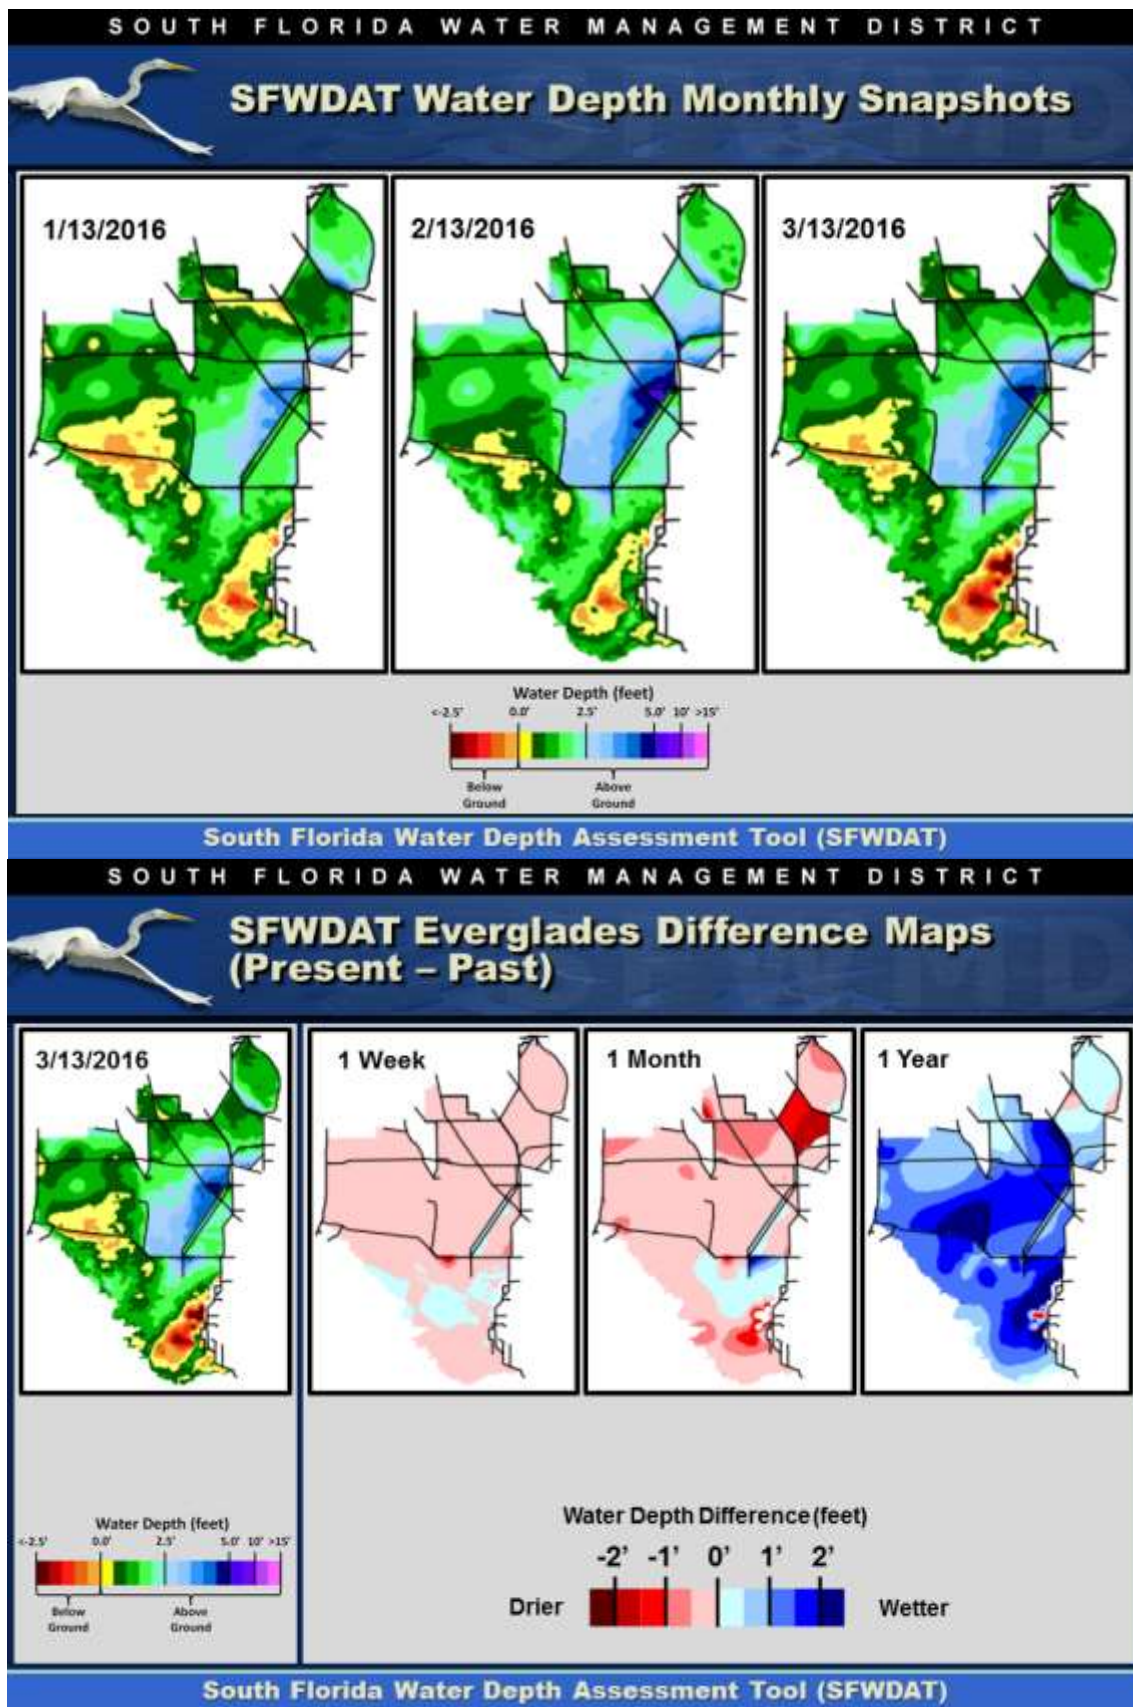 SOUTH FLORIDA WATER MANAGEMENT DISTRICT
SFWDAT Water Depth Monthly Snapshots
1/13/2016
2/13/2016
3/13/2016
Water Depth (feet)
<-2.5' 0.0' 2.5' 5.0' 10' >15'
Below Ground
Above Ground
South Florida Water Depth Assessment Tool (SFWDAT)
SOUTH FLORIDA WATER MANAGEMENT DISTRICT
SFWDAT Everglades Difference Maps
(Present – Past)
3/13/2016
1 Week
1 Month
1 Year
Water Depth (feet)
<-2.5' 0.0' 2.5' 5.0' 10' >15'
Below Ground
Above Ground
Water Depth Difference (feet)
-2' -1' 0' 1' 2'
Drier
Wetter
South Florida Water Depth Assessment Tool (SFWDAT)